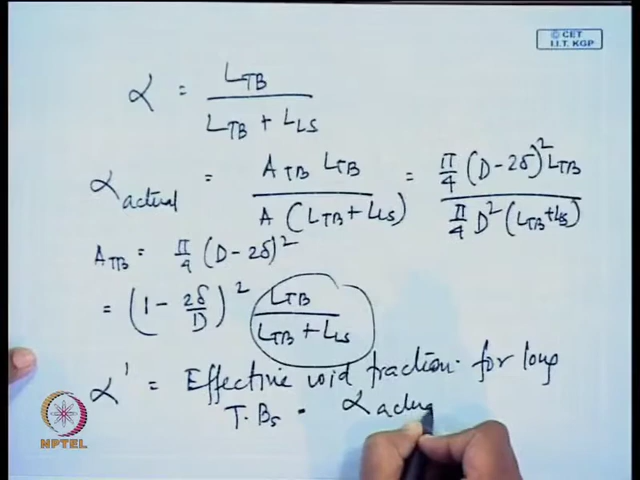 © CET
I.I.T. KGP
α = L_TB / (L_TB + L_LS)
α_actual = A_TB L_TB / A (L_TB + L_LS) = π/4 (D - 2δ)² L_TB / π/4 D² (L_TB + L_LS)
A_TB = π/4 (D - 2δ)²
= (1 - 2δ/D)² L_TB / (L_TB + L_LS)
α' = Effective void fraction for long
T.Bs. α actua
NPTEL